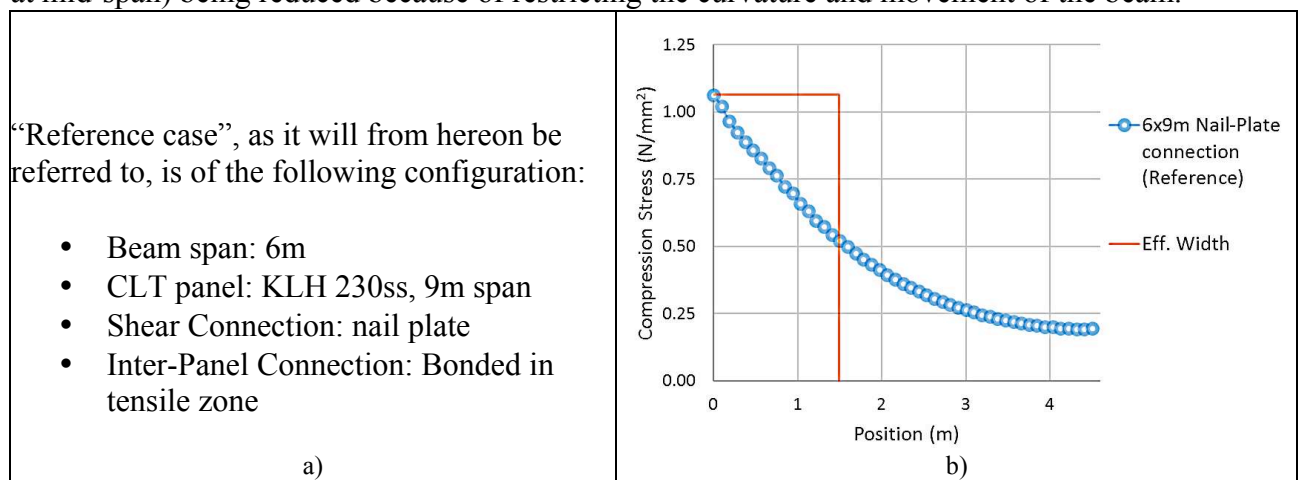 at mid-span) being reduced because of restricting the curvature and movement of the beam.
“Reference case”, as it will from hereon be
referred to, is of the following configuration:
• Beam span: 6m
• CLT panel: KLH 230ss, 9m span
• Shear Connection: nail plate
• Inter-Panel Connection: Bonded in
tensile zone
a)
1.25
1.00
0.75
0.50
0.25
0.00
Compression Stress (N/mm²)
0 1 2 3 4
Position (m)
6x9m Nail-Plate
connection
(Reference)
Eff. Width
b)